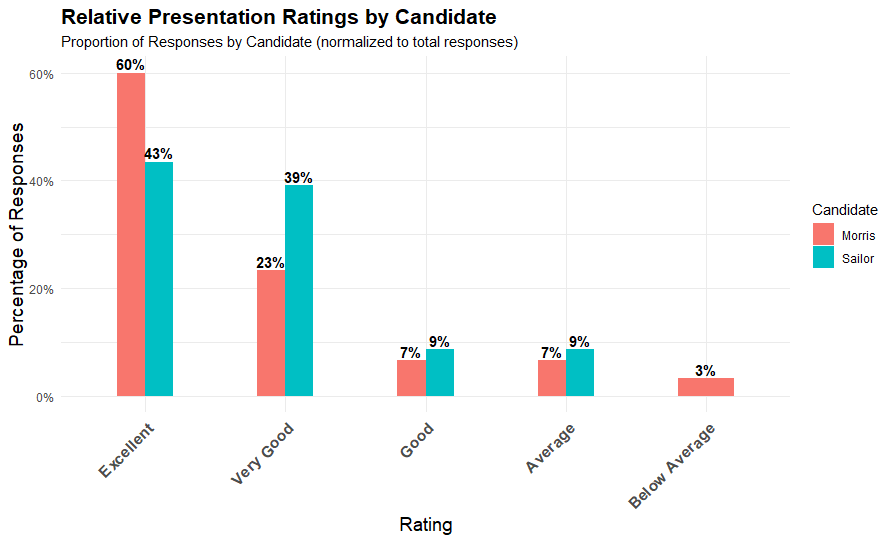 Relative Presentation Ratings by Candidate
Proportion of Responses by Candidate (normalized to total responses)
Percentage of Responses
60%
40%
20%
0%
60%
43%
23%
39%
7%
9%
7%
9%
3%
Excellent
Very Good
Good
Average
Below Average
Rating
Candidate
Morris
Sailor